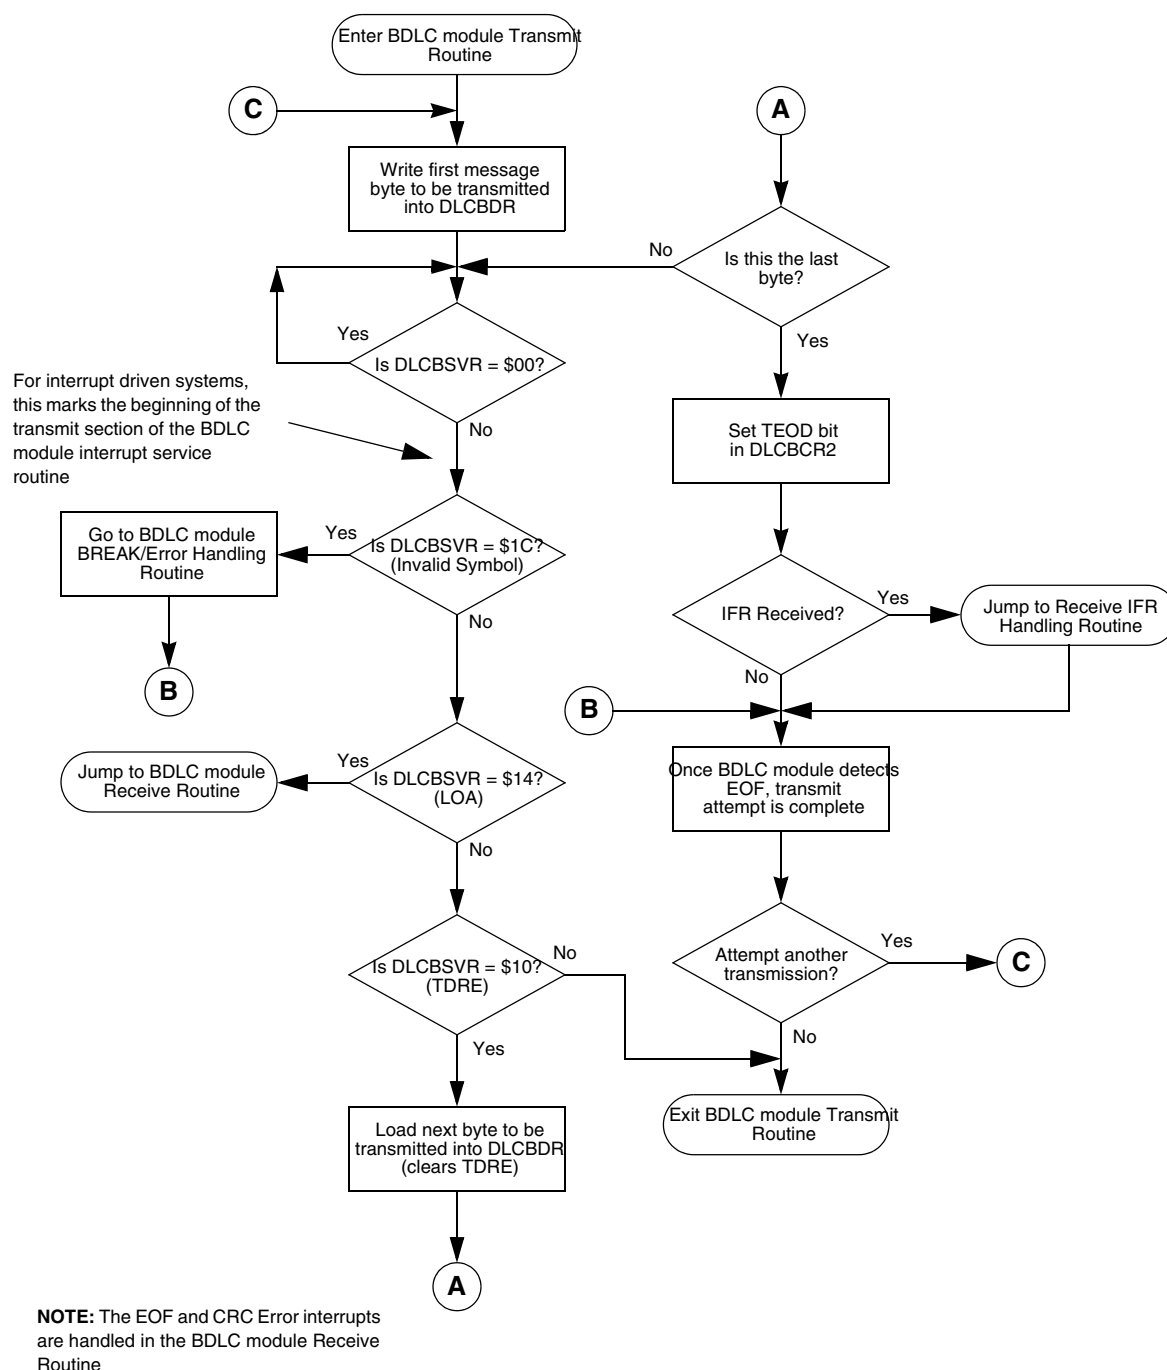 Enter BDLC module Transmit
Routine
C
A
Write first message
byte to be transmitted
into DLCBDR
No
Is this the last
byte?
Yes
Yes
Is DLCBSVR = $00?
For interrupt driven systems,
this marks the beginning of the
transmit section of the BDLC
module interrupt service
routine
No
Set TEOD bit
in DLCBCR2
Go to BDLC module
BREAK/Error Handling
Routine
Yes
Is DLCBSVR = $1C?
(Invalid Symbol)
No
IFR Received?
Yes
Jump to Receive IFR
Handling Routine
No
B
B
Jump to BDLC module
Receive Routine
Yes
Is DLCBSVR = $14?
(LOA)
No
Once BDLC module detects
EOF, transmit
attempt is complete
Is DLCBSVR = $10?
(TDRE)
No
Yes
Attempt another
transmission?
Yes
C
No
Load next byte to be
transmitted into DLCBDR
(clears TDRE)
Exit BDLC module Transmit
Routine
A
NOTE: The EOF and CRC Error interrupts
are handled in the BDLC module Receive
Routine